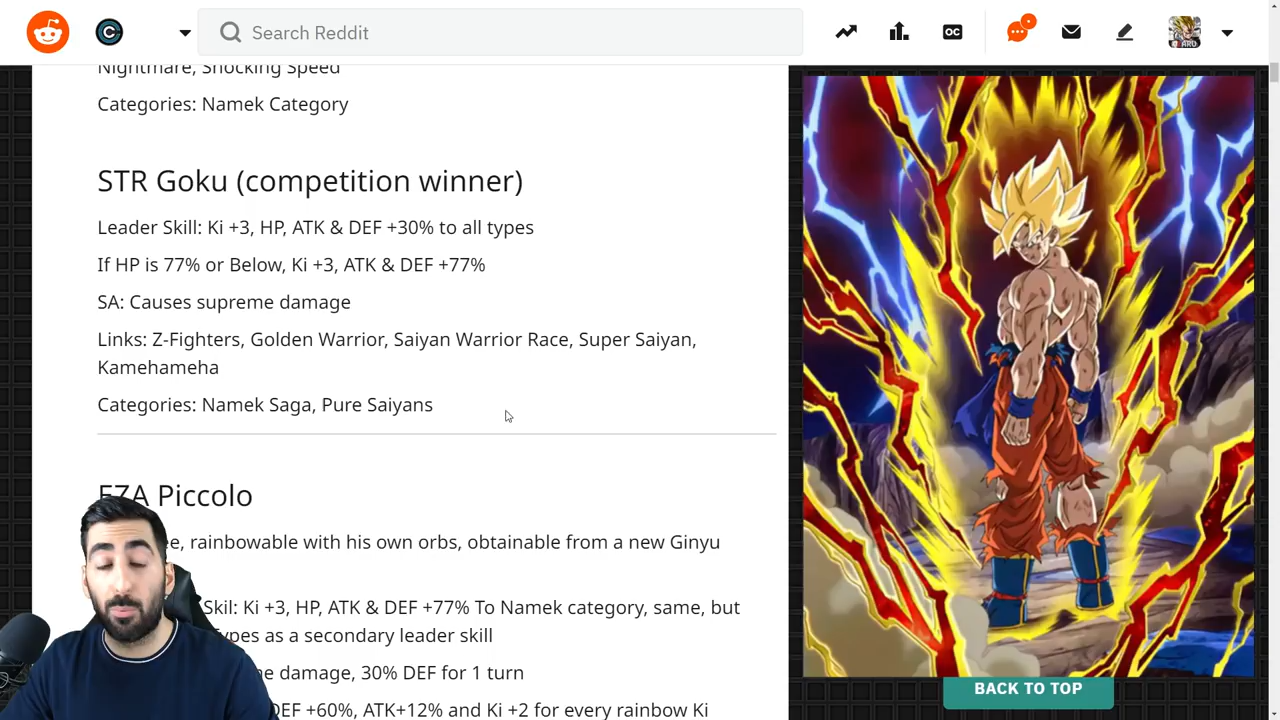 Search Reddit
OC
ARU
Nightmare, Shocking Speed
Categories: Namek Category
STR Goku (competition winner)
Leader Skill: Ki +3, HP, ATK & DEF +30% to all types
If HP is 77% or Below, Ki +3, ATK & DEF +77%
SA: Causes supreme damage
Links: Z-Fighters, Golden Warrior, Saiyan Warrior Race, Super Saiyan,
Kamehameha
Categories: Namek Saga, Pure Saiyans
EZA Piccolo
rainbowable with his own orbs, obtainable from a new Ginyu
Skil: Ki +3, HP, ATK & DEF +77% To Namek category, same, but
types as a secondary leader skill
damage, 30% DEF for 1 turn
DEF +60%, ATK+12% and Ki +2 for every rainbow Ki
BACK TO TOP